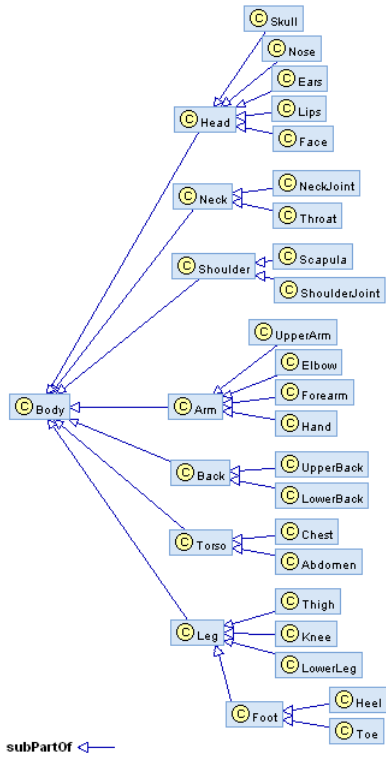 C Skull
C Nose
C Ears
C Head
C Lips
C Face
C Neck
C NeckJoint
C Throat
C Shoulder
C Scapula
C ShoulderJoint
C UpperArm
C Elbow
C Forearm
C Body
C Arm
C Hand
C Back
C UpperBack
C LowerBack
C Torso
C Chest
C Abdomen
C Thigh
C Leg
C Knee
C LowerLeg
C Foot
C Heel
C Toe
subPartOf